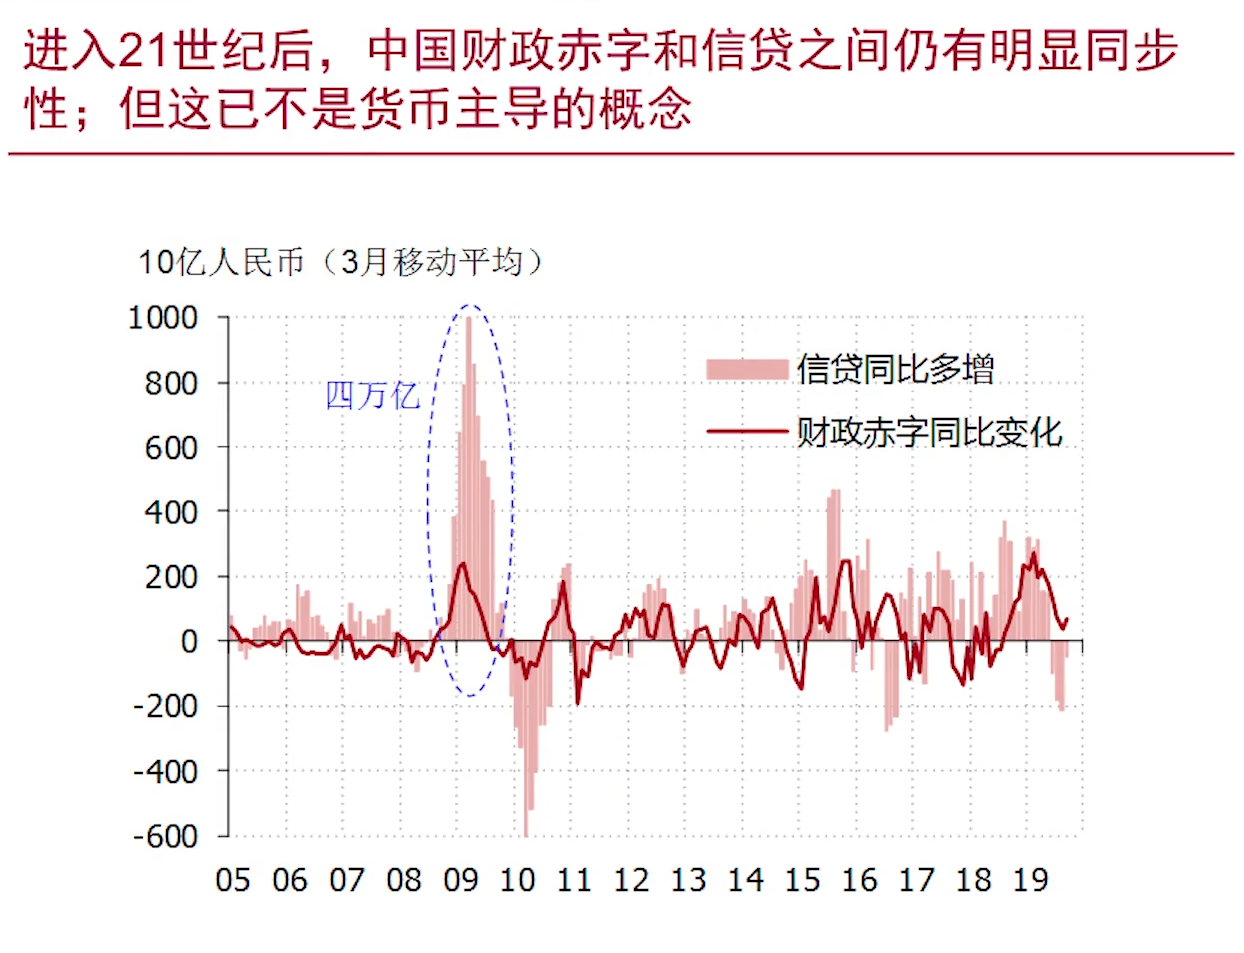 进入21世纪后，中国财政赤字和信贷之间仍有明显同步
性；但这已不是货币主导的概念
10亿人民币（3月移动平均）
1000
800
600
400
200
0
-200
-400
-600
四万亿
信贷同比多增
财政赤字同比变化
05 06 07 08 09 10 11 12 13 14 15 16 17 18 19